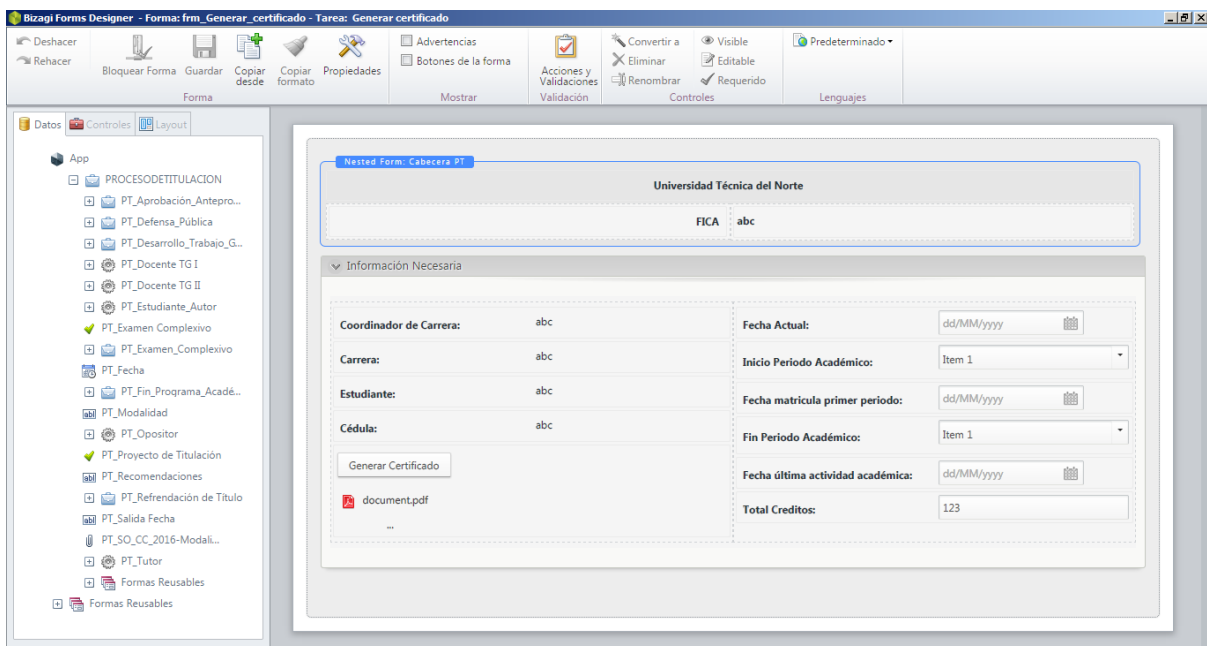 Bizagi Forms Designer - Forma: frm_Generar_certificado - Tarea: Generar certificado
Deshacer
Rehacer
Bloquear Forma
Guardar
Copiar desde
Forma
Copiar formato
Propiedades
Advertencias
Botones de la forma
Mostrar
Acciones y Validaciones
Validación
Convertir a
Eliminar
Renombrar
Visible
Editable
Requerido
Controles
Predeterminado
Lenguajes
Datos
Controles
Layout
App
PROCESODETITULACION
PT_Aprobación_Antepro...
PT_Defensa_Pública
PT_Desarrollo_Trabajo_G...
PT_Docente TG I
PT_Docente TG II
PT_Estudiante_Autor
PT_Examen Complexivo
PT_Examen_Complexivo
PT_Fecha
PT_Fin_Programa_Acadé...
PT_Modalidad
PT_Opositor
PT_Proyecto de Titulación
PT_Recomendaciones
PT_Refrendación de Título
PT_Salida Fecha
PT_SO_CC_2016-Modali...
PT_Tutor
Formas Reusables
Formas Reusables
Nested Form: Cabecera PT
Universidad Técnica del Norte
FICA abc
Información Necesaria
Coordinador de Carrera: abc
Carrera: abc
Estudiante: abc
Cédula: abc
Generar Certificado
document.pdf
...
Fecha Actual: dd/MM/yyyy
Inicio Periodo Académico: Item 1
Fecha matricula primer periodo: dd/MM/yyyy
Fin Periodo Académico: Item 1
Fecha última actividad académica: dd/MM/yyyy
Total Creditos: 123